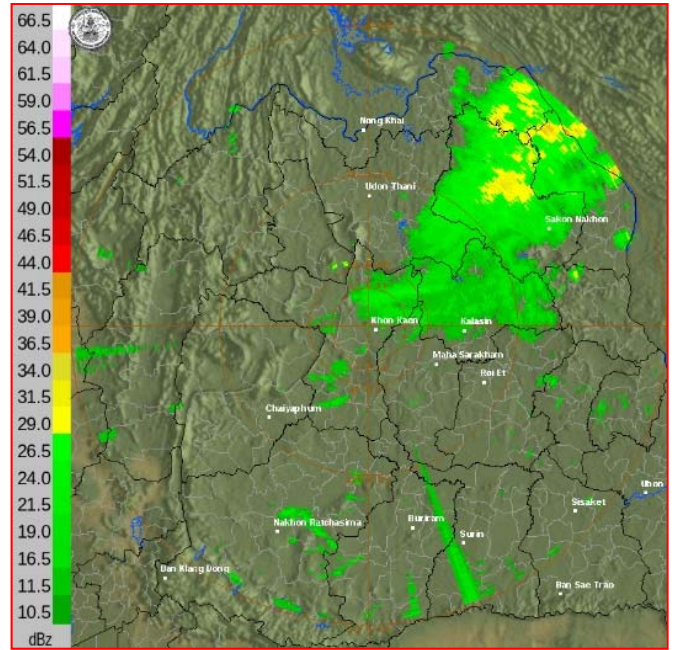 66.5
64.0
61.5
59.0
56.5
54.0
51.5
49.0
46.5
44.0
41.5
39.0
36.5
34.0
31.5
29.0
26.5
24.0
21.5
19.0
16.5
11.5
10.5
dBz
Nong Khai
Udon Thani
Sakon Nakhon
Khon Kaen
Kalasin
Maha Sarakham
Roi Et
Chaiyaphum
Ubon
Sisaket
Nakhon Ratchasima
Buriram
Surin
Ban Klang Dong
Ban Sae Trao